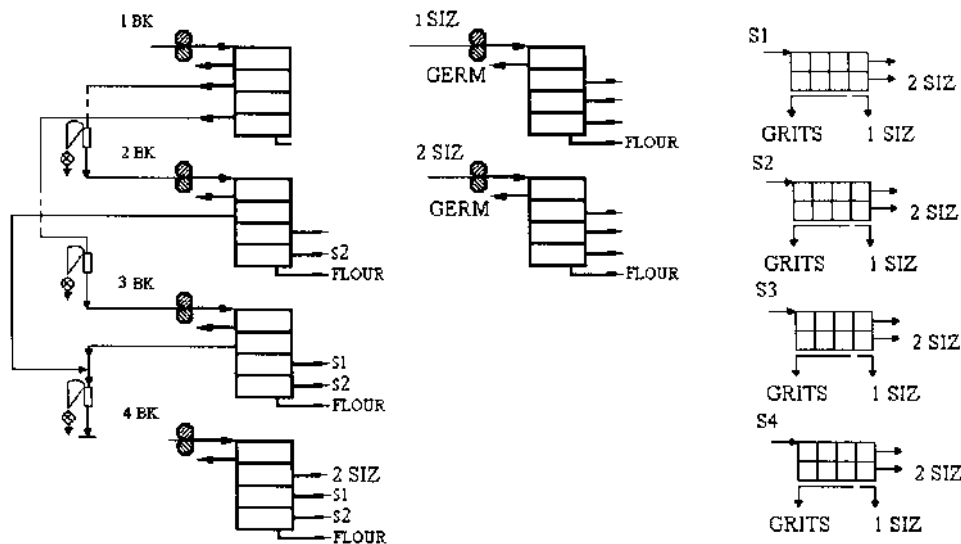 1 BK
2 BK
S2
FLOUR
3 BK
S1
S2
FLOUR
4 BK
2 SIZ
S1
S2
FLOUR
1 SIZ
GERM
FLOUR
2 SIZ
GERM
FLOUR
S1
2 SIZ
GRITS 1 SIZ
S2
2 SIZ
GRITS 1 SIZ
S3
2 SIZ
GRITS 1 SIZ
S4
2 SIZ
GRITS 1 SIZ